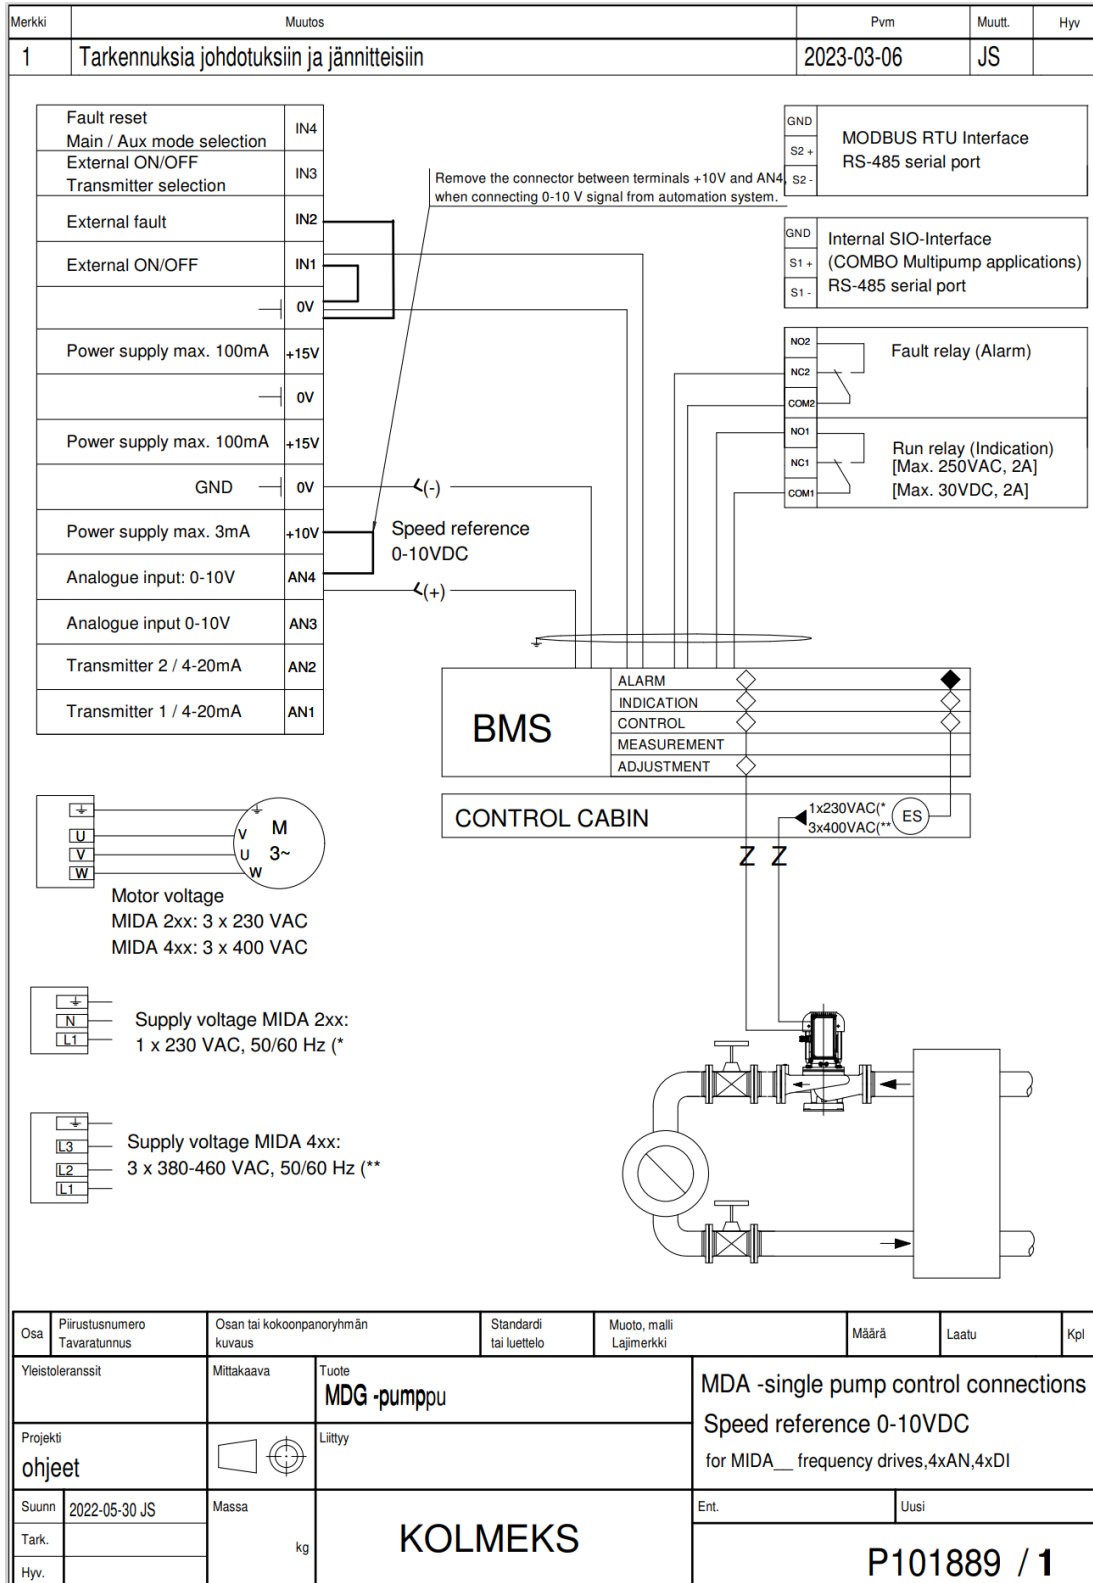 Merkki Muutos Pvm Muutt. Hyv
1 Tarkennuksia johdotuksiin ja jännitteisiin 2023-03-06 JS
Fault reset
Main / Aux mode selection IN4
External ON/OFF
Transmitter selection IN3
External fault IN2
External ON/OFF IN1
0V
Power supply max. 100mA +15V
0V
Power supply max. 100mA +15V
GND 0V
Power supply max. 3mA +10V
Analogue input: 0-10V AN4
Analogue input 0-10V AN3
Transmitter 2 / 4-20mA AN2
Transmitter 1 / 4-20mA AN1
Remove the connector between terminals +10V and AN4,
when connecting 0-10 V signal from automation system.
(-)
Speed reference
0-10VDC
(+)
GND
S2 +
S2 -
MODBUS RTU Interface
RS-485 serial port
GND
S1 +
S1 -
Internal SIO-Interface
(COMBO Multipump applications)
RS-485 serial port
NO2
NC2
COM2
Fault relay (Alarm)
NO1
NC1
COM1
Run relay (Indication)
[Max. 250VAC, 2A]
[Max. 30VDC, 2A]
BMS
ALARM
INDICATION
CONTROL
MEASUREMENT
ADJUSTMENT
CONTROL CABIN
1x230VAC(*
3x400VAC(**
ES
Z Z
U
V
W
V
U
W
M
3~
Motor voltage
MIDA 2xx: 3 x 230 VAC
MIDA 4xx: 3 x 400 VAC
N
L1
Supply voltage MIDA 2xx:
1 x 230 VAC, 50/60 Hz (*
L3
L2
L1
Supply voltage MIDA 4xx:
3 x 380-460 VAC, 50/60 Hz (**
Osa
Piirustusnumero
Tavaratunnus
Osan tai kokoonpanoryhmän
kuvaus
Standardi
tai luettelo
Muoto, malli
Lajimerkki
Määrä
Laatu
Kpl
Yleistoleranssit
Mittakaava
Tuote
MDG -pumppu
MDA -single pump control connections
Speed reference 0-10VDC
for MIDA__ frequency drives,4xAN,4xDI
Projekti
ohjeet
Liittyy
Suunn 2022-05-30 JS
Tark.
Hyv.
Massa
kg
KOLMEKS
Ent.
Uusi
P101889 / 1